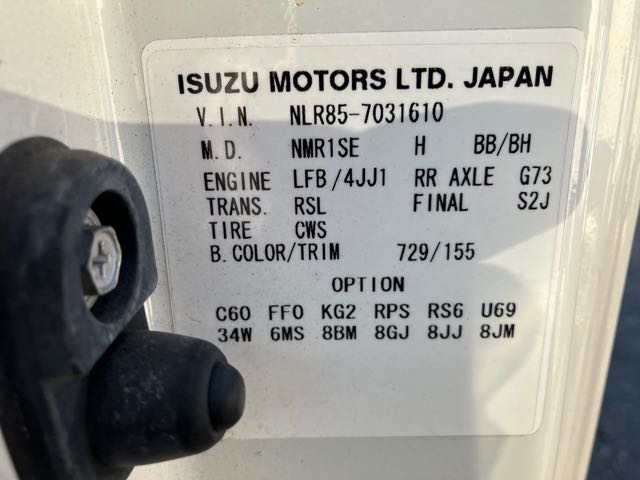 ISUZU MOTORS LTD. JAPAN
V.I.N. NLR85-7031610
M.D. NMR1SE H BB/BH
ENGINE LFB/4JJ1 RR AXLE G73
TRANS. RSL FINAL S2J
TIRE CWS
B.COLOR/TRIM 729/155
OPTION
C60 FF0 KG2 RPS RS6 U69
34W 6MS 8BM 8GJ 8JJ 8JM